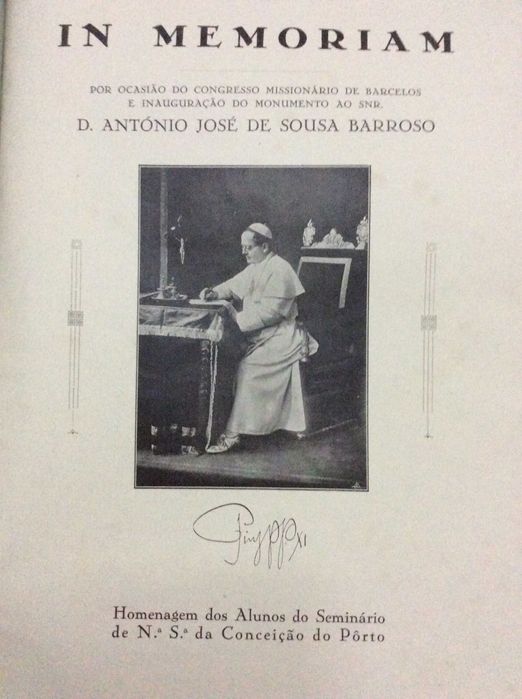 IN MEMORIAM
POR OCASIÃO DO CONGRESSO MISSIONÁRIO DE BARCELOS
E INAUGURAÇÃO DO MONUMENTO AO SNR.
D. ANTÓNIO JOSÉ DE SOUSA BARROSO
Pius PP XI
Homenagem dos Alunos do Seminário
de N.ª S.ª da Conceição do Pôrto